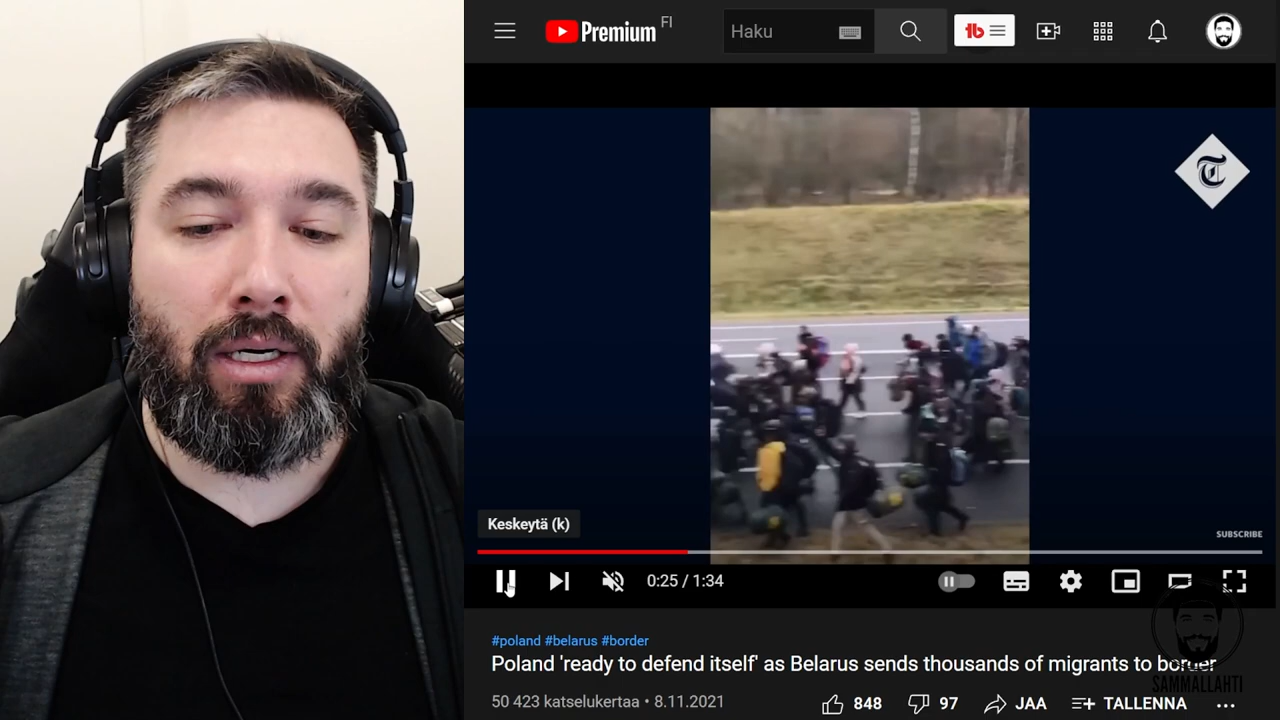 Premium FI
Haku
tb
T
Keskeytä (k)
SUBSCRIBE
0:25 / 1:34
#poland #belarus #border
Poland 'ready to defend itself' as Belarus sends thousands of migrants to border
50 423 katselukertaa • 8.11.2021
848
97
JAA
TALLENNA
SAMMALLAHTI